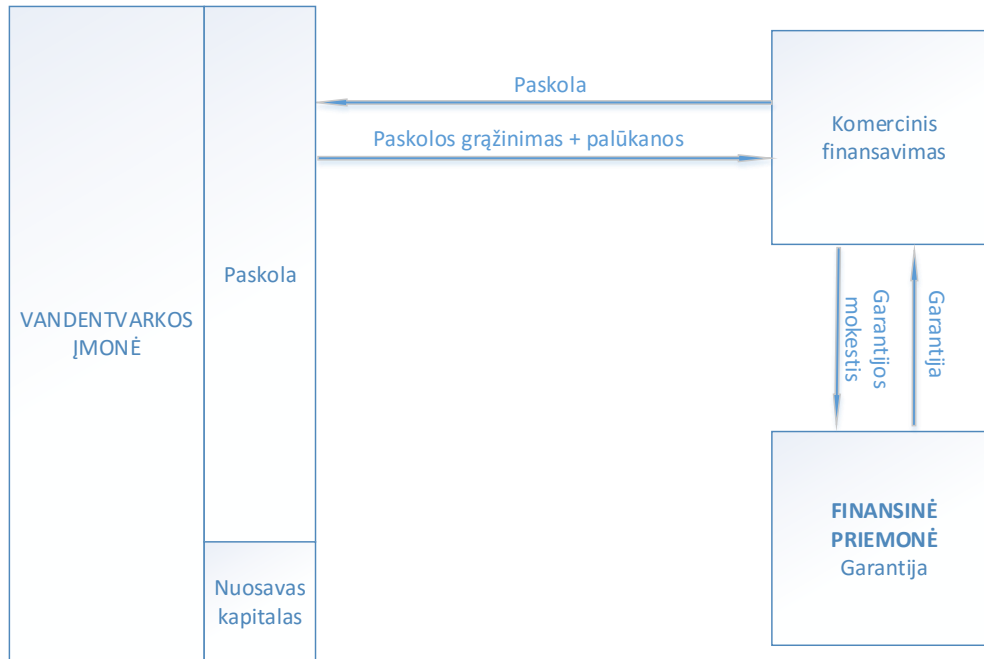 VANDENTVARKOS
ĮMONĖ
Paskola
Nuosavas
kapitalas
Paskola
Paskolos grąžinimas + palūkanos
Komercinis
finansavimas
Garantijos
mokestis
Garantija
FINANSINĖ
PRIEMONĖ
Garantija